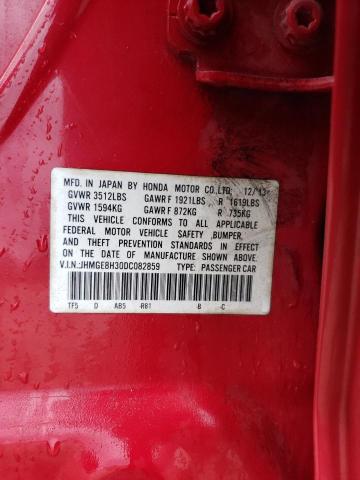 MFD. IN JAPAN BY HONDA MOTOR CO.,LTD. 12/13
GVWR 3512LBS GAWR F 1921LBS R 1619LBS
GVWR 1594KG GAWR F 872KG R 735KG
THIS VEHICLE CONFORMS TO ALL APPLICABLE
FEDERAL MOTOR VEHICLE SAFETY ,BUMPER,
AND THEFT PREVENTION STANDARDS IN EFFECT
ON THE DATE OF MANUFACTURE SHOWN ABOVE.
V.I.N.:JHMGE8H30DC082859 TYPE: PASSENGER CAR
TF5 D AB5 -R81 B -C